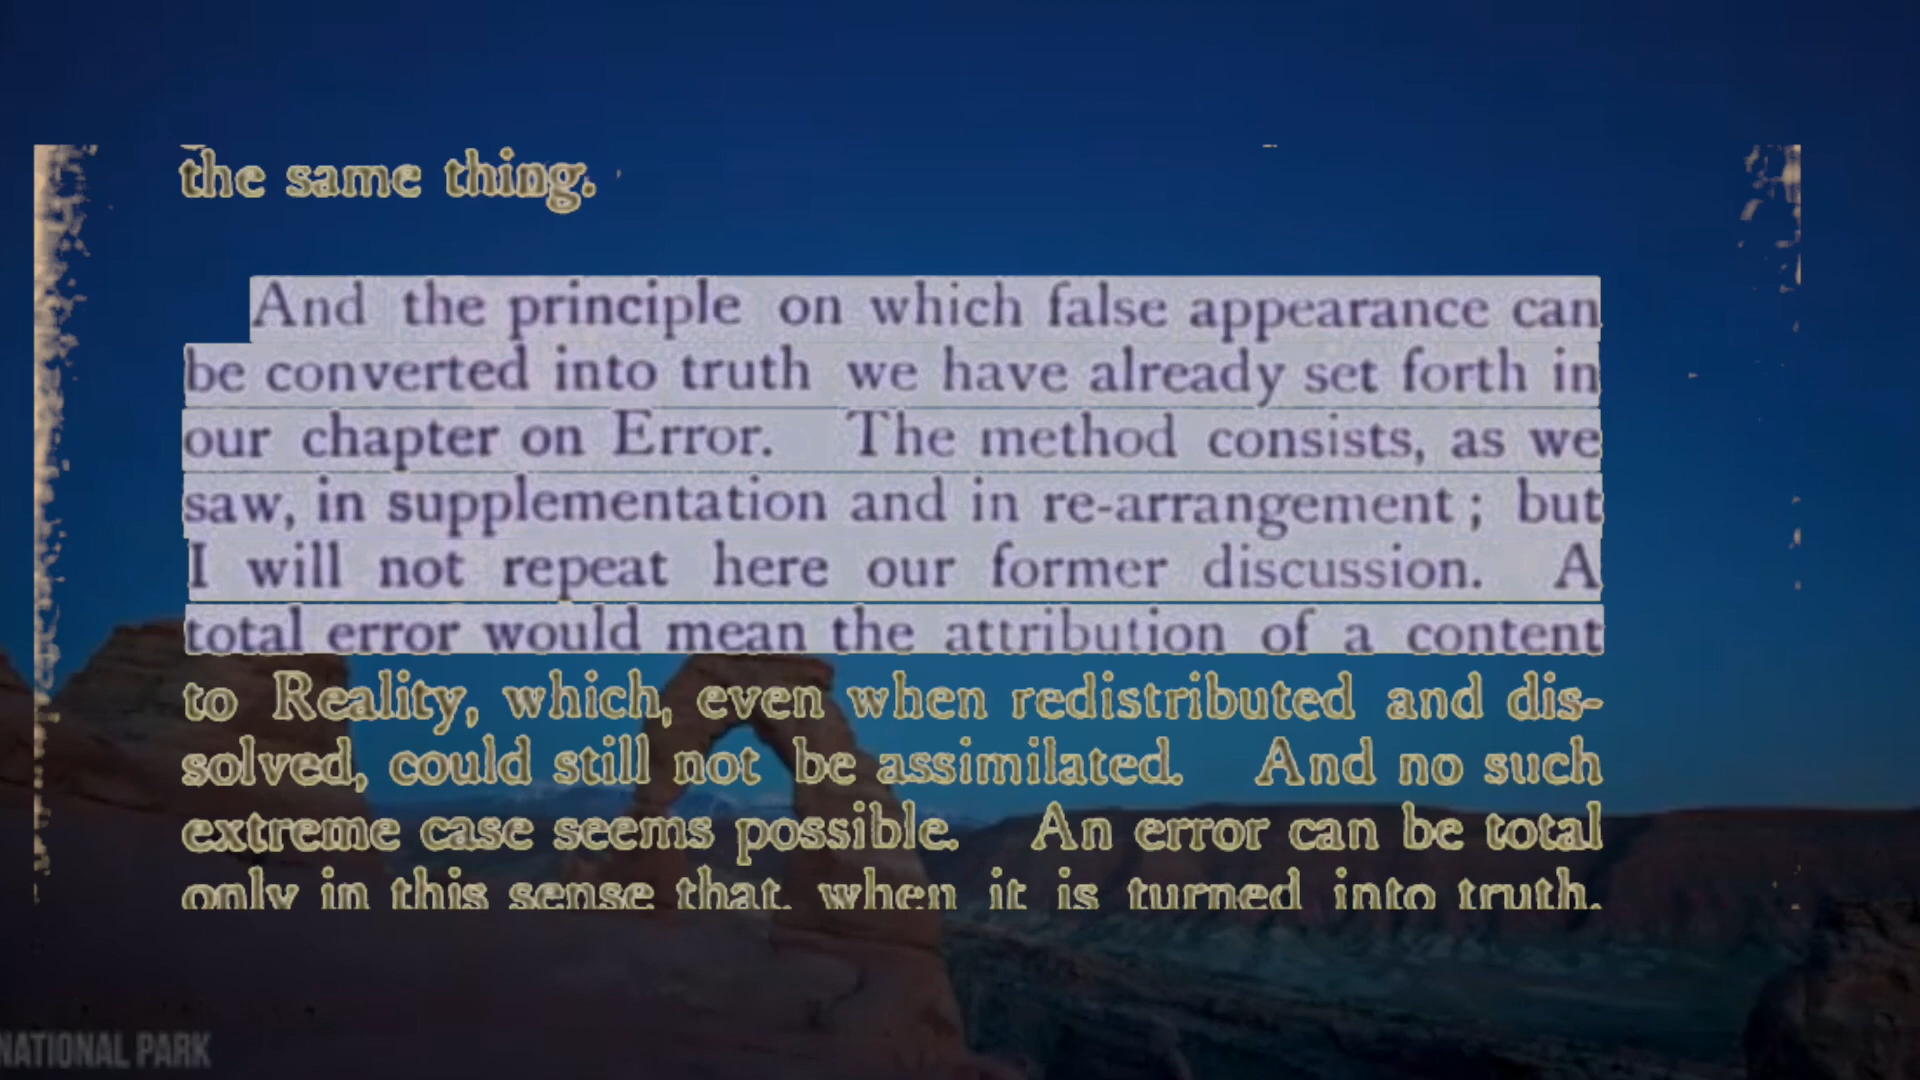 the same thing.
And the principle on which false appearance can
be converted into truth we have already set forth in
our chapter on Error. The method consists, as we
saw, in supplementation and in re-arrangement; but
I will not repeat here our former discussion. A
total error would mean the attribution of a content
to Reality, which, even when redistributed and dis-
solved, could still not be assimilated. And no such
extreme case seems possible. An error can be total
only in this sense that, when it is turned into truth,
NATIONAL PARK